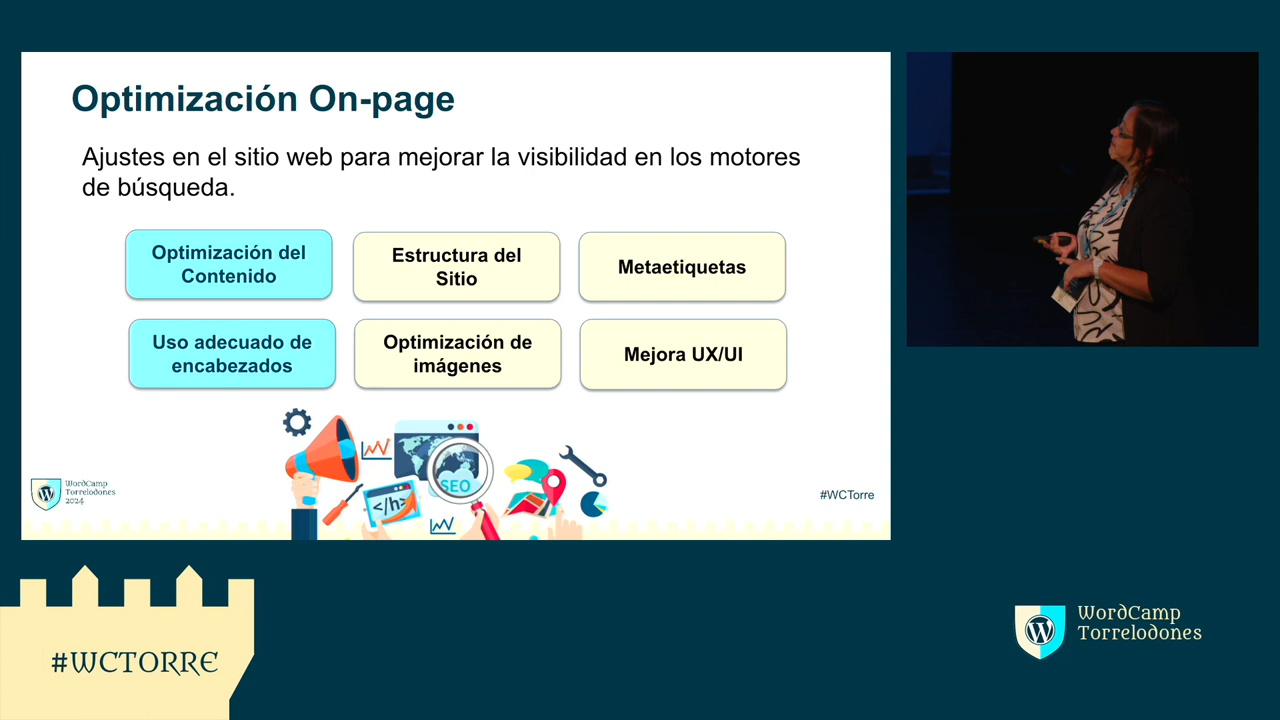 Optimización On-page
Ajustes en el sitio web para mejorar la visibilidad en los motores
de búsqueda.
Optimización del
Contenido
Estructura del
Sitio
Metaetiquetas
Uso adecuado de
encabezados
Optimización de
imágenes
Mejora UX/UI
SEO
</h>
WordCamp
Torrelodones
2024
#WCTorre
#WCTORRE
WordCamp
Torrelodones